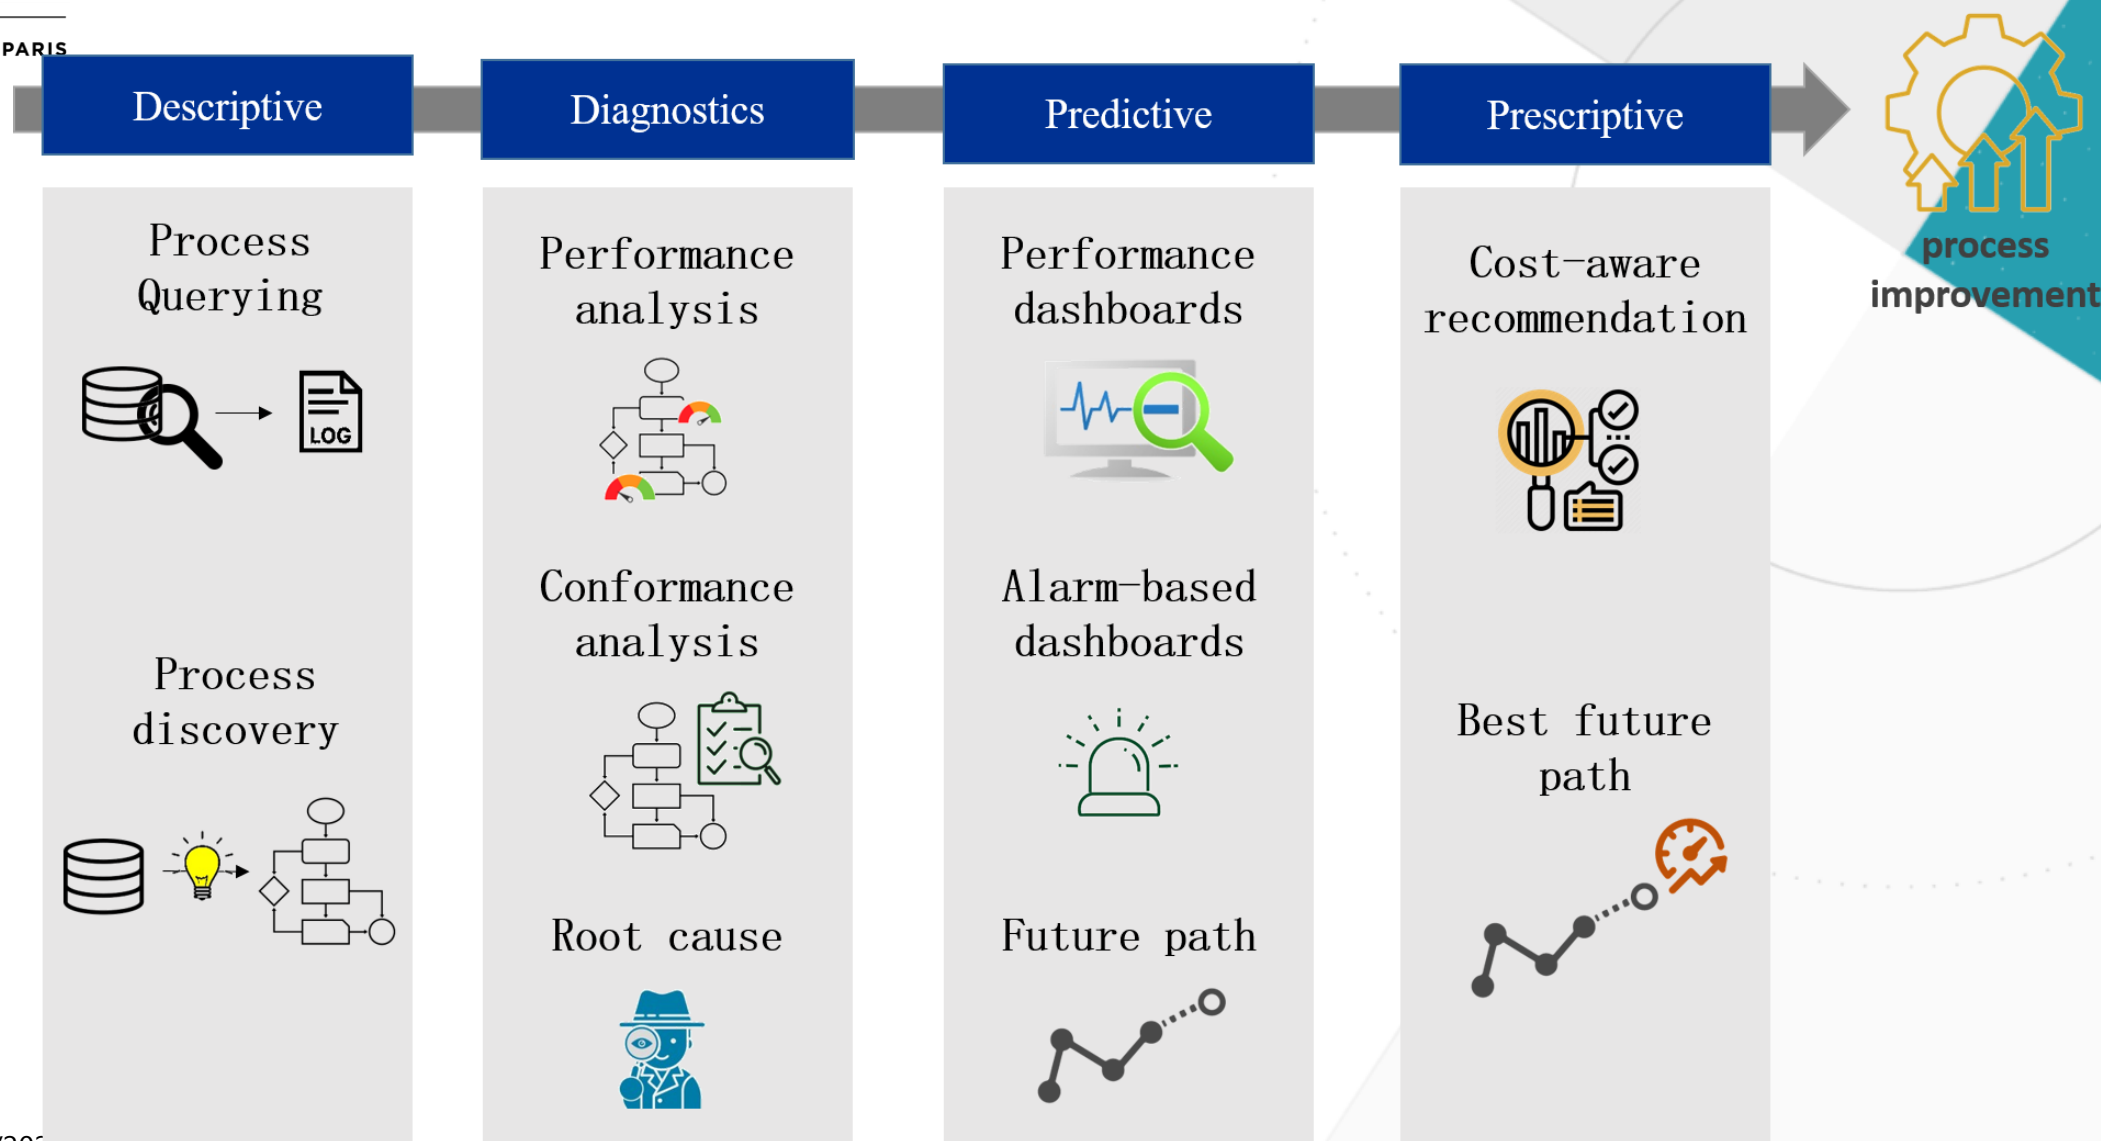 PARIS
Descriptive
Diagnostics
Predictive
Prescriptive
process
improvement
Process
Querying
LOG
Process
discovery
Performance
analysis
Conformance
analysis
Root cause
Performance
dashboards
Alarm-based
dashboards
Future path
Cost-aware
recommendation
Best future
path